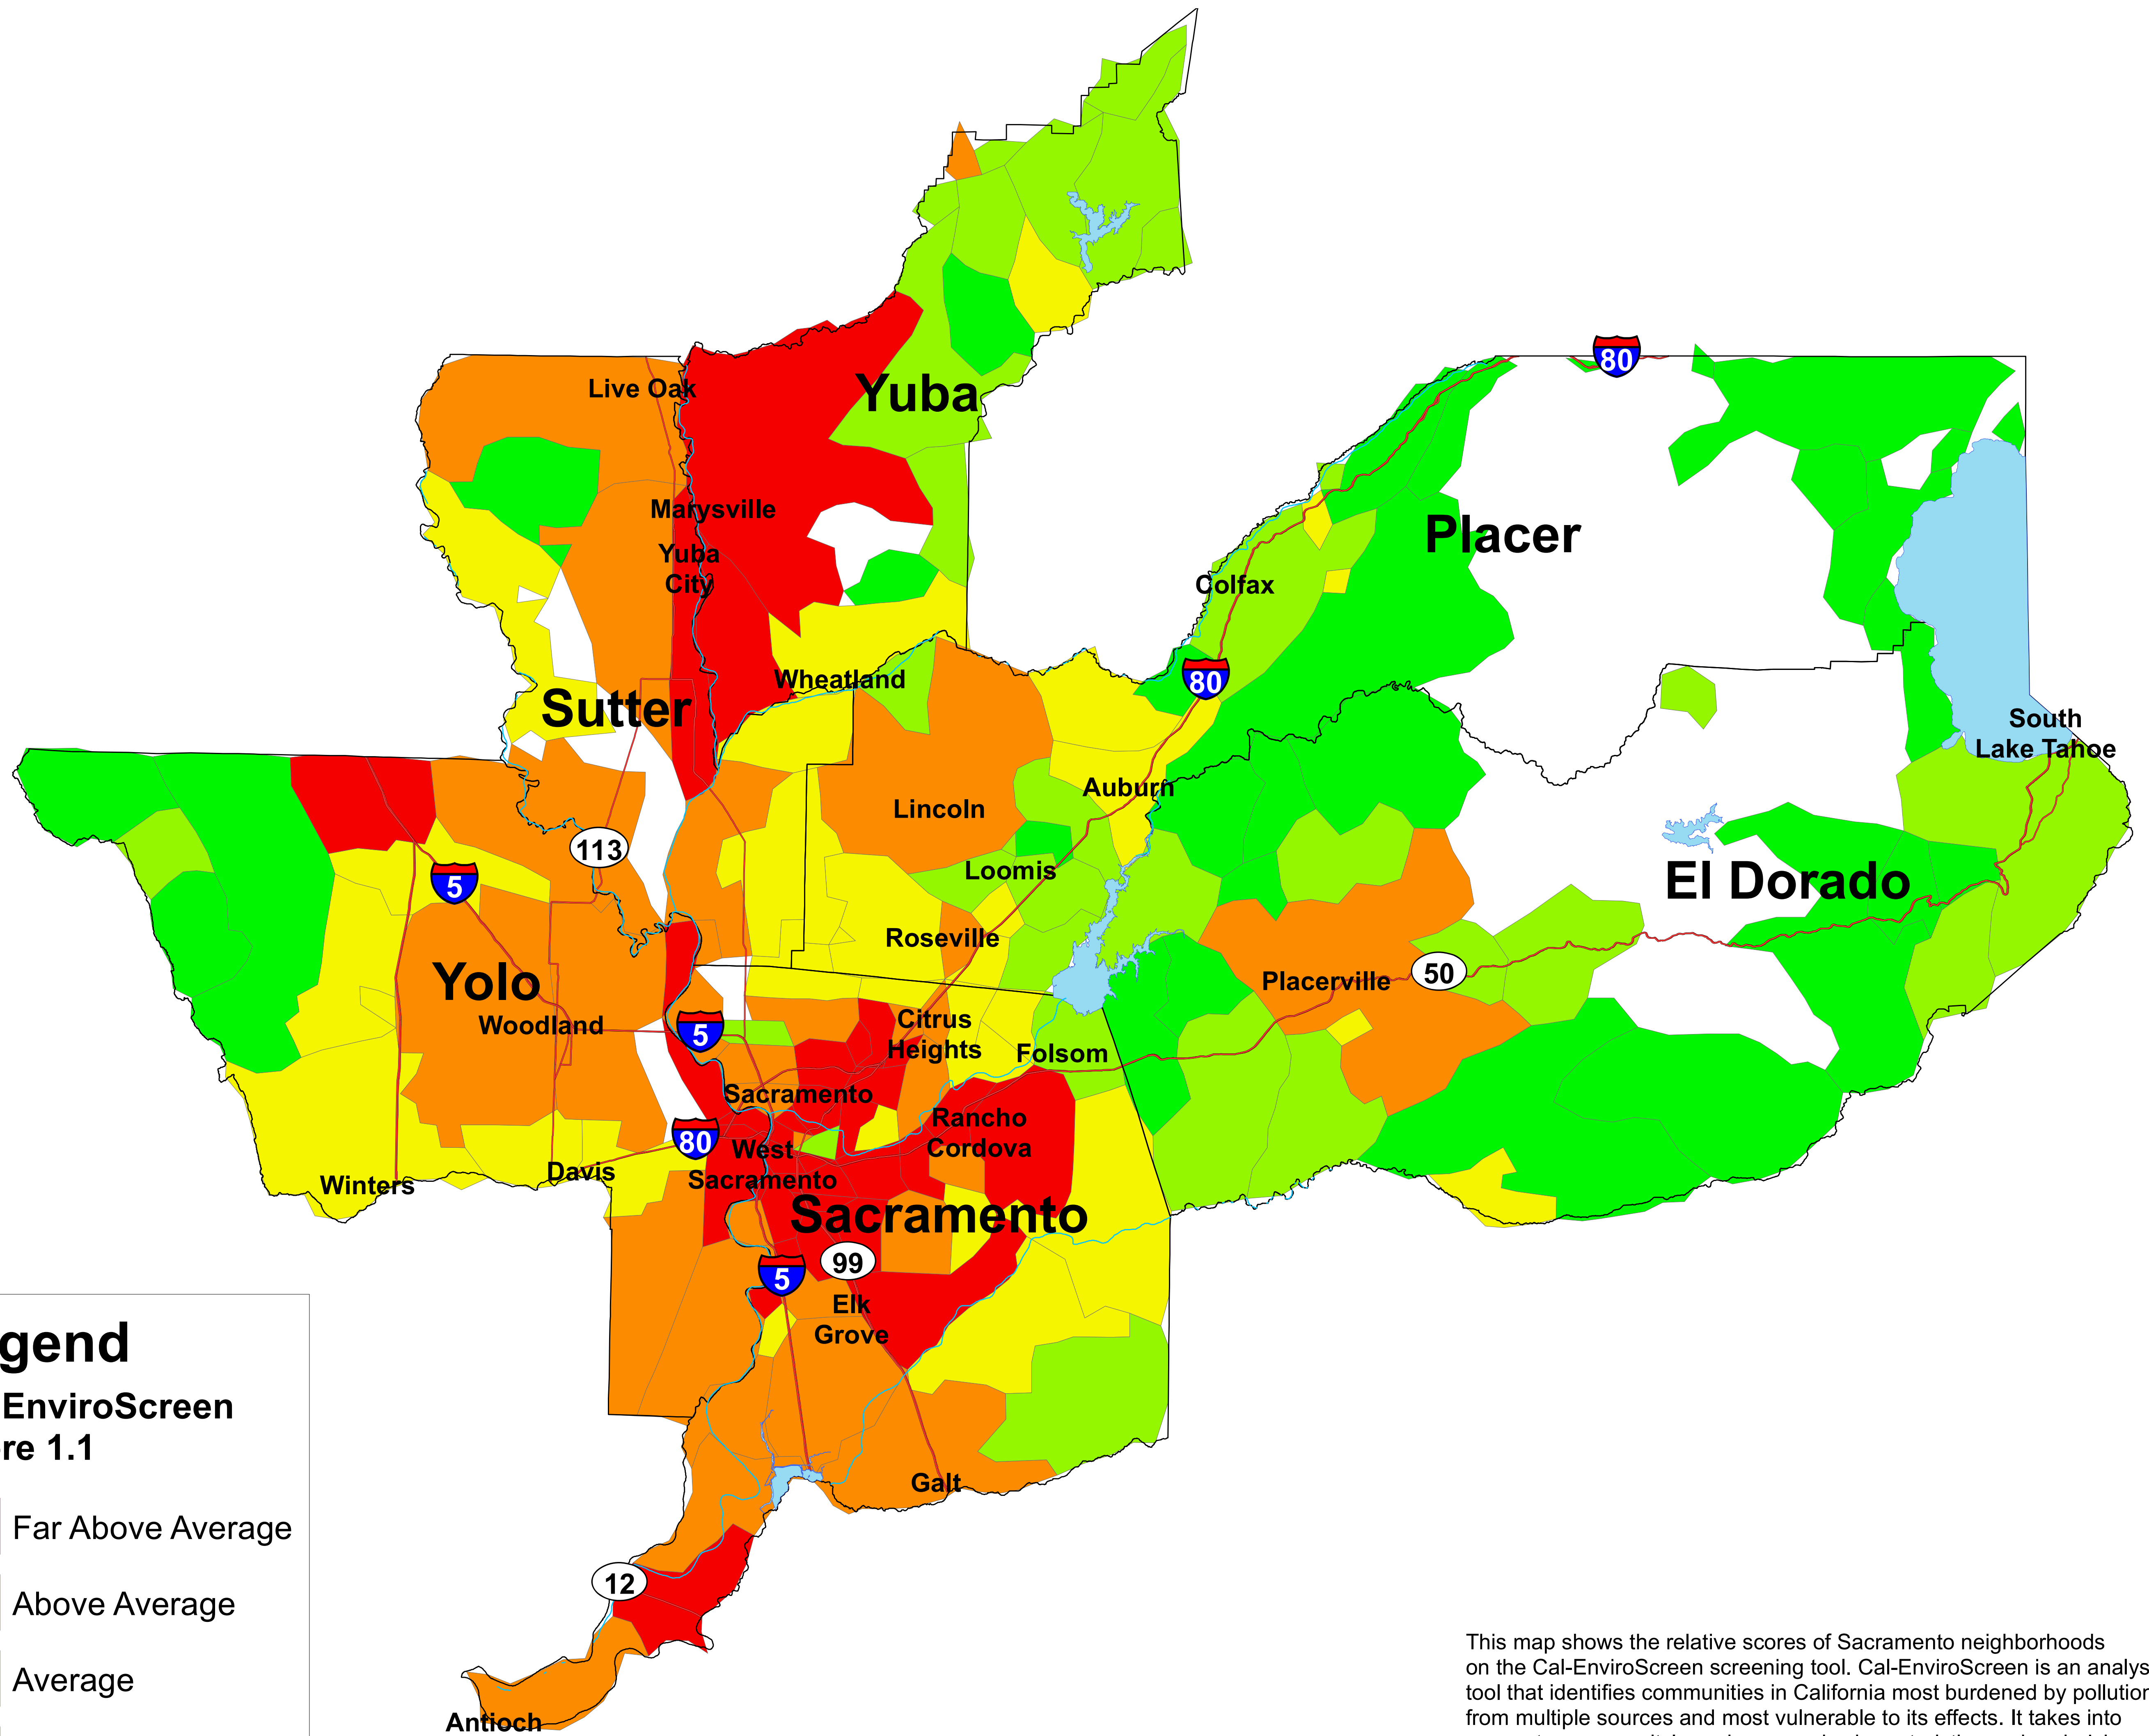 80
Yuba
Live Oak
Marysville
Yuba
City
Placer
Colfax
80
Wheatland
Sutter
South
Lake Tahoe
Auburn
Lincoln
113
5
Loomis
El Dorado
Roseville
Yolo
Placerville
50
Woodland
5
Citrus
Heights
Folsom
Sacramento
Rancho
Cordova
80
West
Sacramento
Davis
Winters
Sacramento
99
5
Elk
Grove
Galt
12
Antioch
gend
EnviroScreen
re 1.1
Far Above Average
Above Average
Average
This map shows the relative scores of Sacramento neighborhoods
on the Cal-EnviroScreen screening tool. Cal-EnviroScreen is an analys
tool that identifies communities in California most burdened by pollution
from multiple sources and most vulnerable to its effects. It takes into